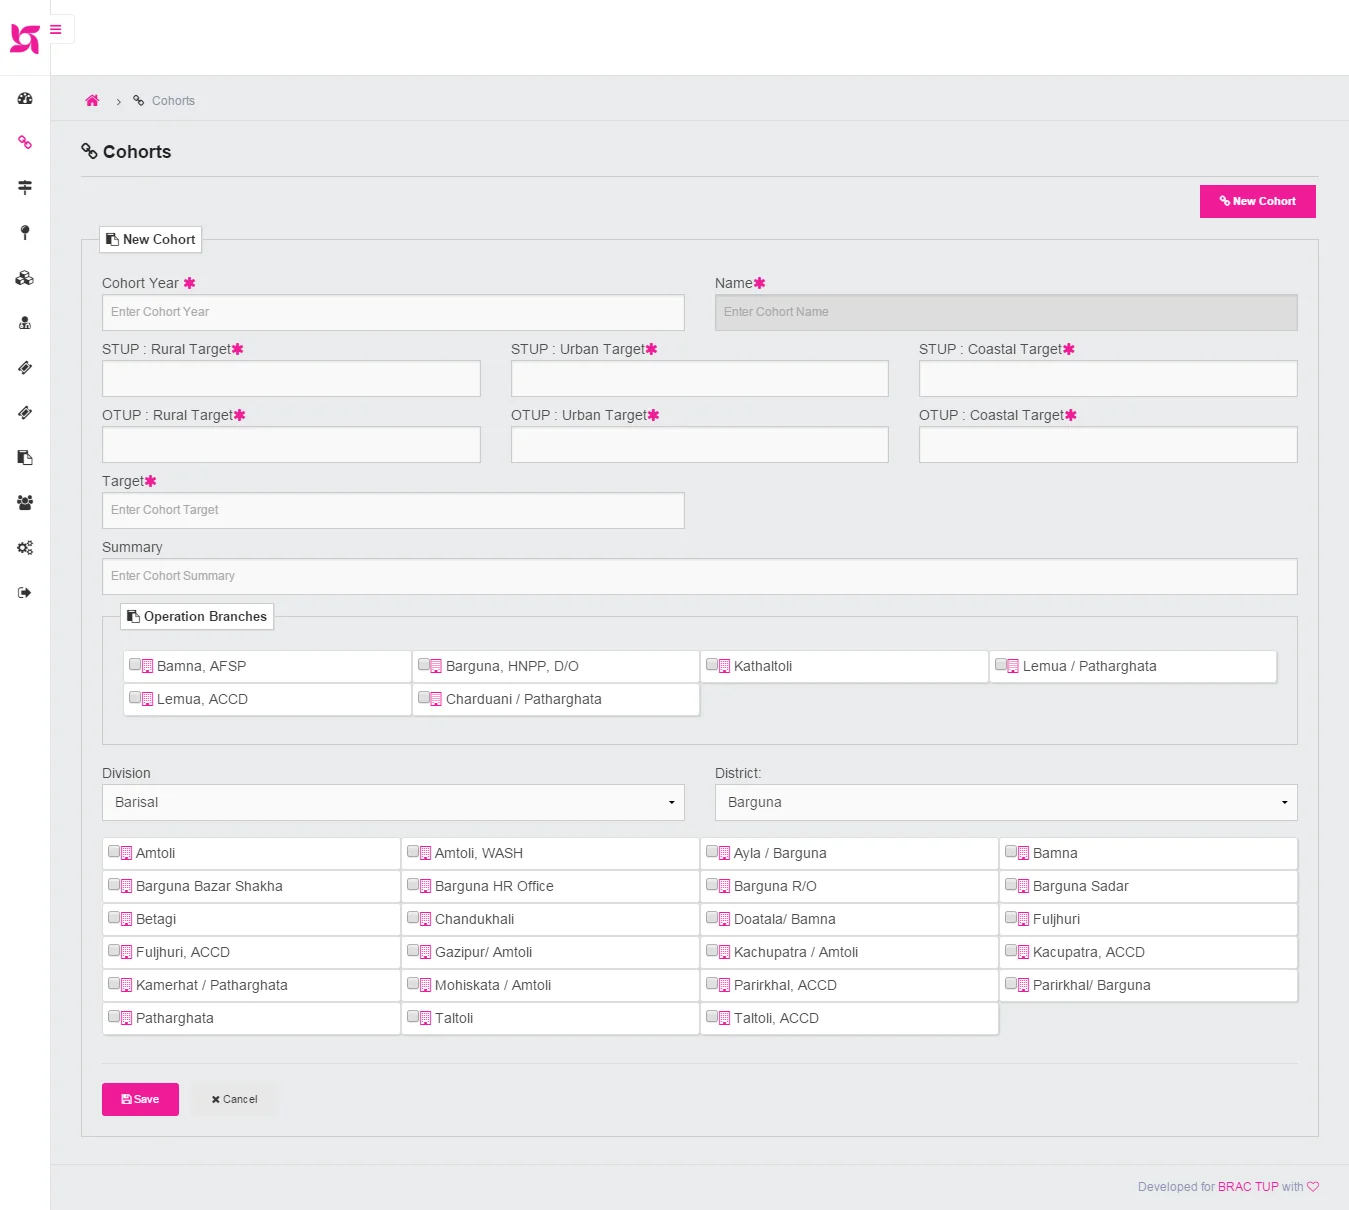 Cohorts
Cohorts
New Cohort
New Cohort
Cohort Year ✱ Name✱
Enter Cohort Year Enter Cohort Name
STUP : Rural Target✱ STUP : Urban Target✱ STUP : Coastal Target✱
OTUP : Rural Target✱ OTUP : Urban Target✱ OTUP : Coastal Target✱
Target✱
Enter Cohort Target
Summary
Enter Cohort Summary
Operation Branches
Bamna, AFSP Barguna, HNPP, D/O Kathaltoli Lemua / Patharghata
Lemua, ACCD Charduani / Patharghata
Division District:
Barisal Barguna
Amtoli Amtoli, WASH Ayla / Barguna Bamna
Barguna Bazar Shakha Barguna HR Office Barguna R/O Barguna Sadar
Betagi Chandukhali Doatala/ Bamna Fuljhuri
Fuljhuri, ACCD Gazipur/ Amtoli Kachupatra / Amtoli Kacupatra, ACCD
Kamerhat / Patharghata Mohiskata / Amtoli Parirkhal, ACCD Parirkhal/ Barguna
Patharghata Taltoli Taltoli, ACCD
Save Cancel
Developed for BRAC TUP with ♡